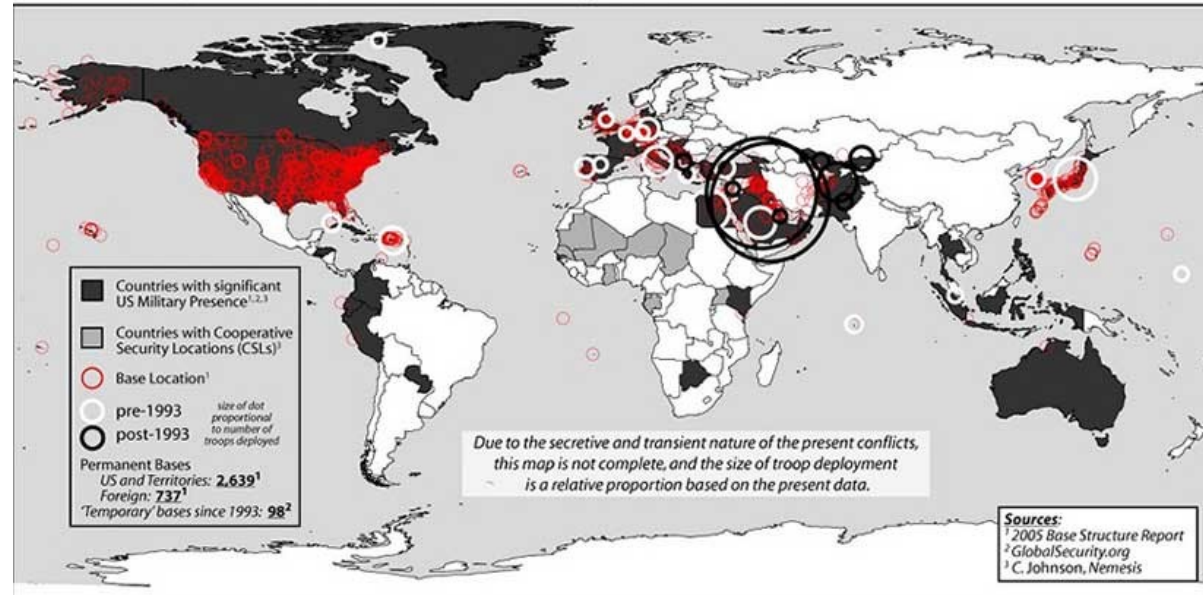 Countries with significant
US Military Presence1,2,3
Countries with Cooperative
Security Locations (CSLs)3
Base Location1
pre-1993
post-1993
size of dot
proportional
to number of
troops deployed
Permanent Bases
US and Territories: 2,6391
Foreign: 7371
'Temporary' bases since 1993: 982
Due to the secretive and transient nature of the present conflicts,
this map is not complete, and the size of troop deployment
is a relative proportion based on the present data.
Sources:
1 2005 Base Structure Report
2 GlobalSecurity.org
3 C. Johnson, Nemesis